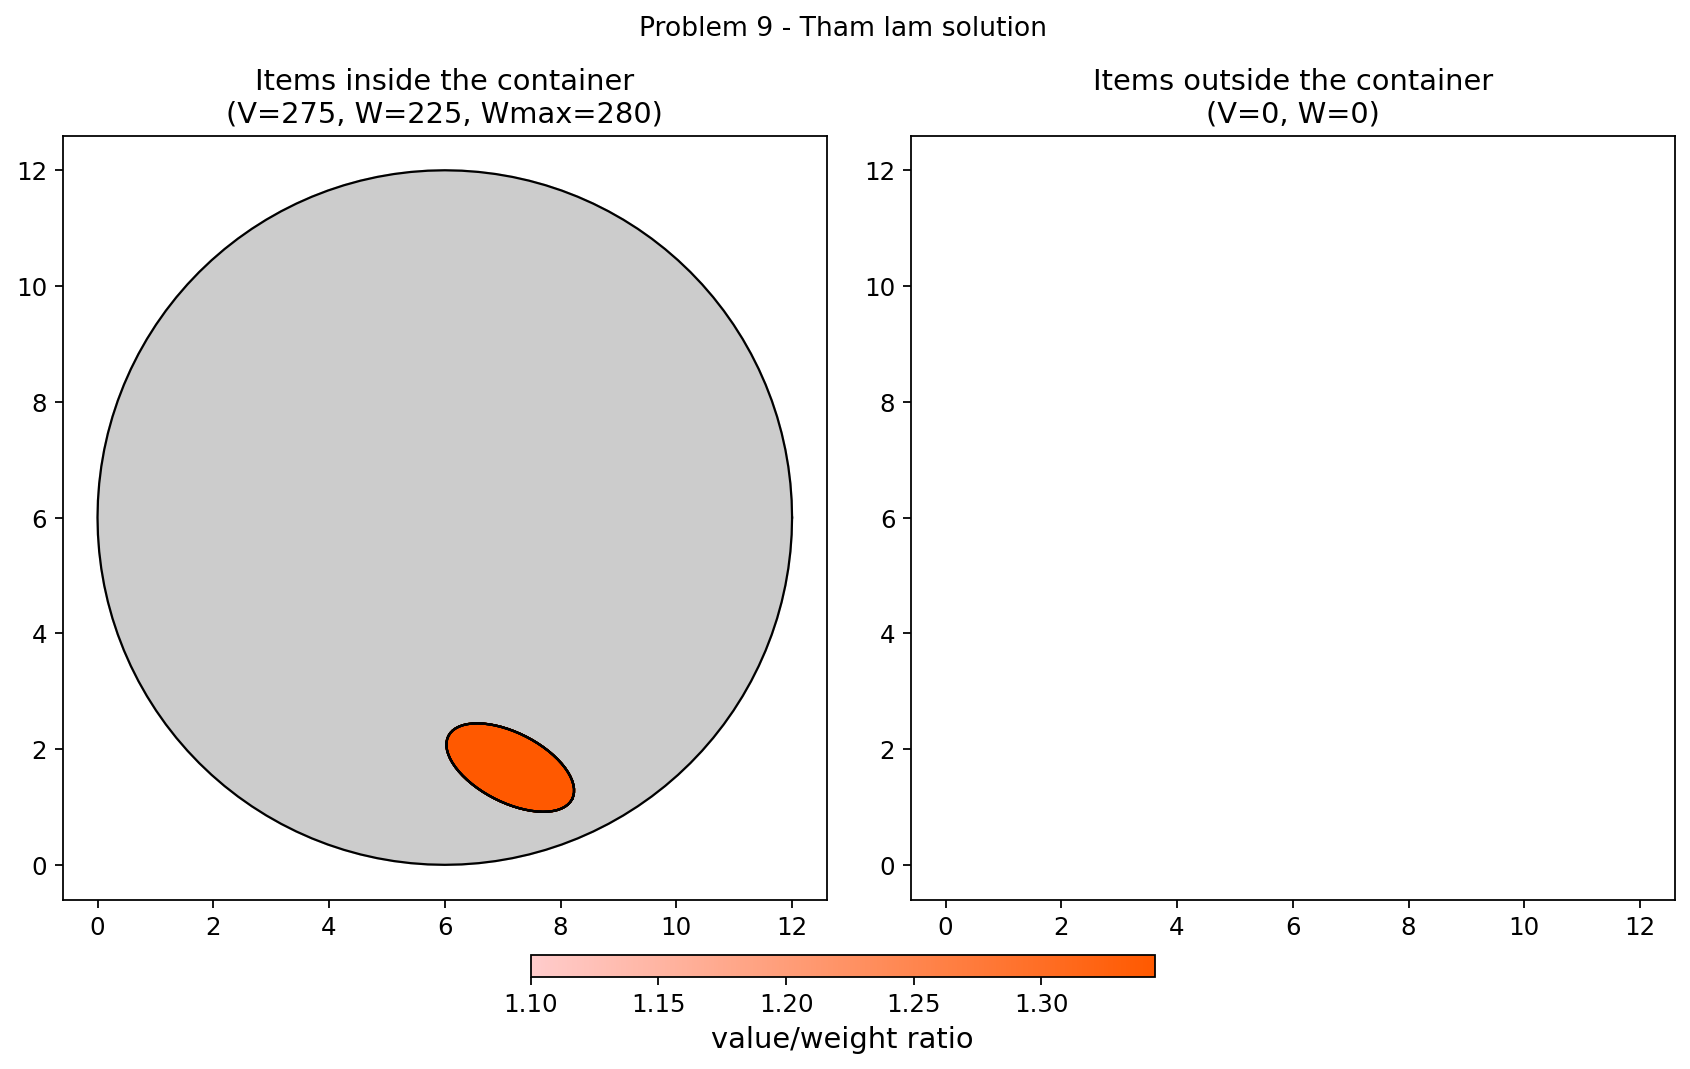 Problem 9 - Tham lam solution
Items inside the container
(V=275, W=225, Wmax=280)
Items outside the container
(V=0, W=0)
12
10
8
6
4
2
0
0 2 4 6 8 10 12
12
10
8
6
4
2
0
0 2 4 6 8 10 12
1.10 1.15 1.20 1.25 1.30
value/weight ratio